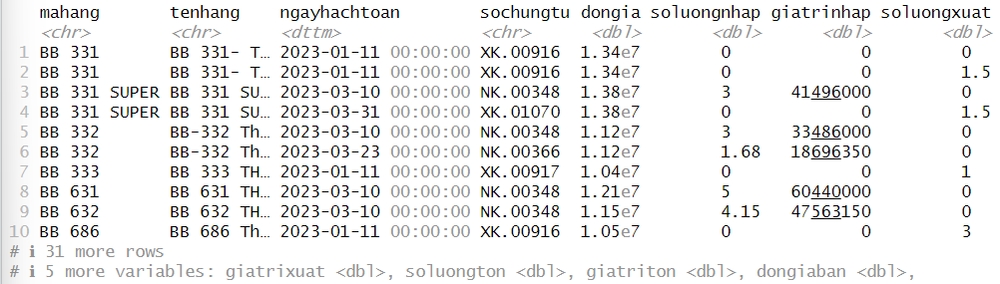 mahang tenhang ngayhachtoan sochungtu dongia soluongnhap giatrinhap soluongxuat
<chr> <chr> <dttm> <chr> <dbl> <dbl> <dbl> <dbl>
1 BB 331 BB 331- T… 2023-01-11 00:00:00 XK.00916 1.34e7 0 0 0
2 BB 331 BB 331- T… 2023-01-11 00:00:00 XK.00916 1.34e7 0 0 1.5
3 BB 331 SUPER BB 331 SU… 2023-03-10 00:00:00 NK.00348 1.38e7 3 41496000 0
4 BB 331 SUPER BB 331 SU… 2023-03-31 00:00:00 XK.01070 1.38e7 0 0 1.5
5 BB 332 BB-332 Th… 2023-03-10 00:00:00 NK.00348 1.12e7 3 33486000 0
6 BB 332 BB-332 Th… 2023-03-23 00:00:00 NK.00366 1.12e7 1.68 18696350 0
7 BB 333 BB 333 TH… 2023-01-11 00:00:00 XK.00917 1.04e7 0 0 1
8 BB 631 BB 631 TH… 2023-03-10 00:00:00 NK.00348 1.21e7 5 60440000 0
9 BB 632 BB 632 TH… 2023-03-10 00:00:00 NK.00348 1.15e7 4.15 47563150 0
10 BB 686 BB 686 Th… 2023-01-11 00:00:00 XK.00916 1.05e7 0 0 3
# ℹ 31 more rows
# ℹ 5 more variables: giatrixuat <dbl>, soluongton <dbl>, giatriton <dbl>, dongiaban <dbl>,